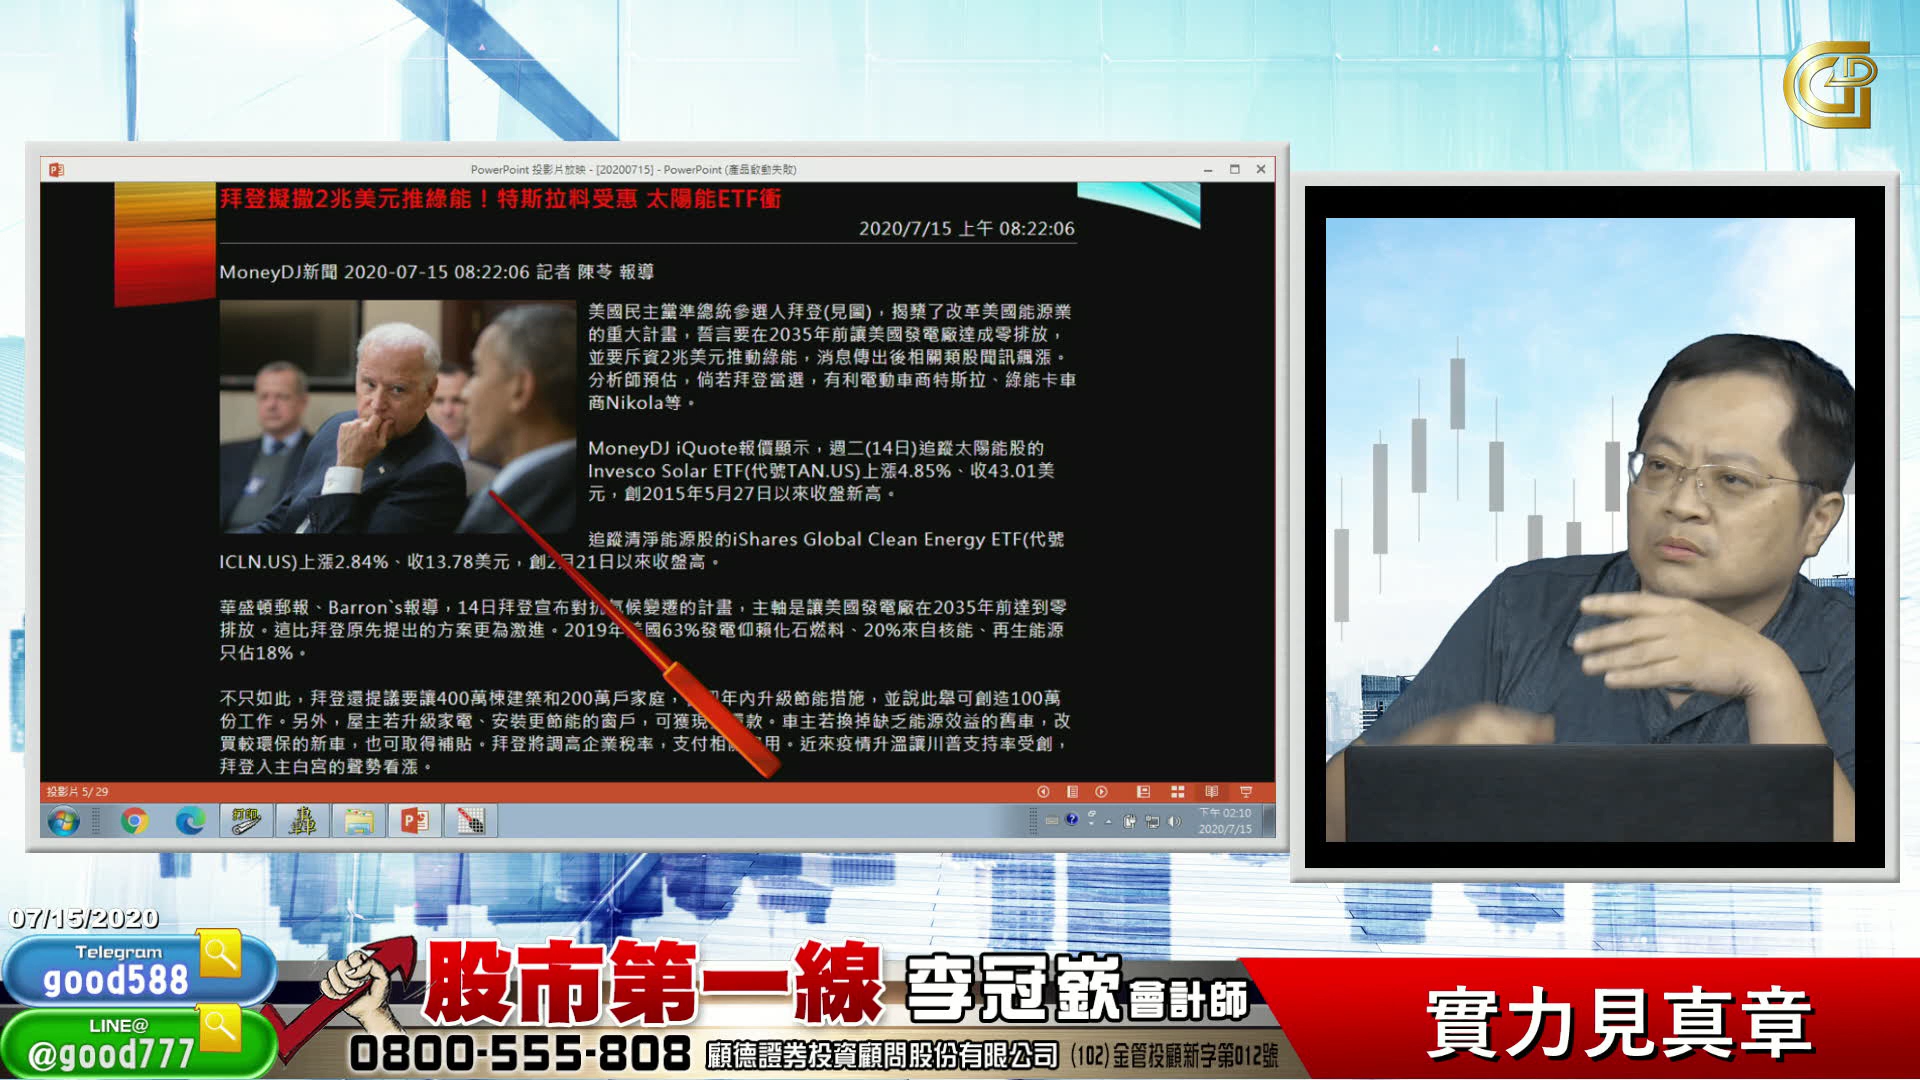 PowerPoint 投影片放映 - [20200715] - PowerPoint (產品啟動失敗)
拜登擬撒2兆美元推綠能！特斯拉料受惠 太陽能ETF衝
2020/7/15 上午 08:22:06
MoneyDJ新聞 2020-07-15 08:22:06 記者 陳苓 報導
美國民主黨準總統參選人拜登(見圖)，揭櫫了改革美國能源業
的重大計畫，誓言要在2035年前讓美國發電廠達成零排放，
並要斥資2兆美元推動綠能，消息傳出後相關類股聞訊飆漲。
分析師預估，倘若拜登當選，有利電動車商特斯拉、綠能卡車
商Nikola等。
MoneyDJ iQuote報價顯示，週二(14日)追蹤太陽能股的
Invesco Solar ETF(代號TAN.US)上漲4.85%、收43.01美
元，創2015年5月27日以來收盤新高。
追蹤清淨能源股的iShares Global Clean Energy ETF(代號
ICLN.US)上漲2.84%、收13.78美元，創2月21日以來收盤高。
華盛頓郵報、Barron`s報導，14日拜登宣布對抗氣候變遷的計畫，主軸是讓美國發電廠在2035年前達到零
排放。這比拜登原先提出的方案更為激進。2019年美國63%發電仰賴化石燃料、20%來自核能、再生能源
只佔18%。
不只如此，拜登還提議要讓400萬棟建築和200萬戶家庭，年內升級節能措施，並說此舉可創造100萬
份工作。另外，屋主若升級家電、安裝更節能的窗戶，可獲現款。車主若換掉缺乏能源效益的舊車，改
買較環保的新車，也可取得補貼。拜登將調高企業稅率，支付相關費用。近來疫情升溫讓川普支持率受創，
拜登入主白宮的聲勢看漲。
投影片 5/29
下午 02:10
2020/7/15
07/15/2020
Telegram
good588
LINE@
@good777
股市第一線 李冠嶔 會計師
0800-555-808 顧德證券投資顧問股份有限公司 (102)金管投顧新字第012號
實力見真章